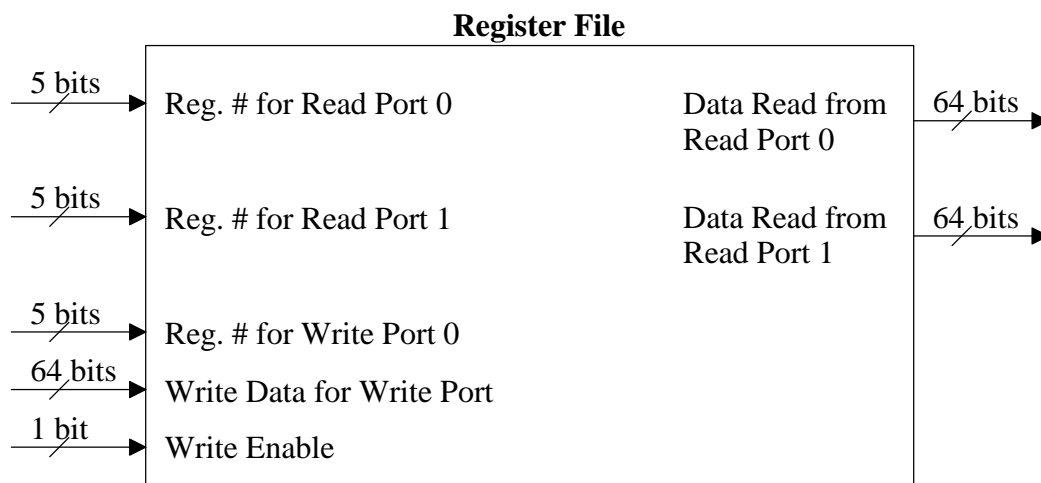 Register File
5 bits
Reg. # for Read Port 0
Data Read from
Read Port 0
64 bits
5 bits
Reg. # for Read Port 1
Data Read from
Read Port 1
64 bits
5 bits
Reg. # for Write Port 0
64 bits
Write Data for Write Port
1 bit
Write Enable